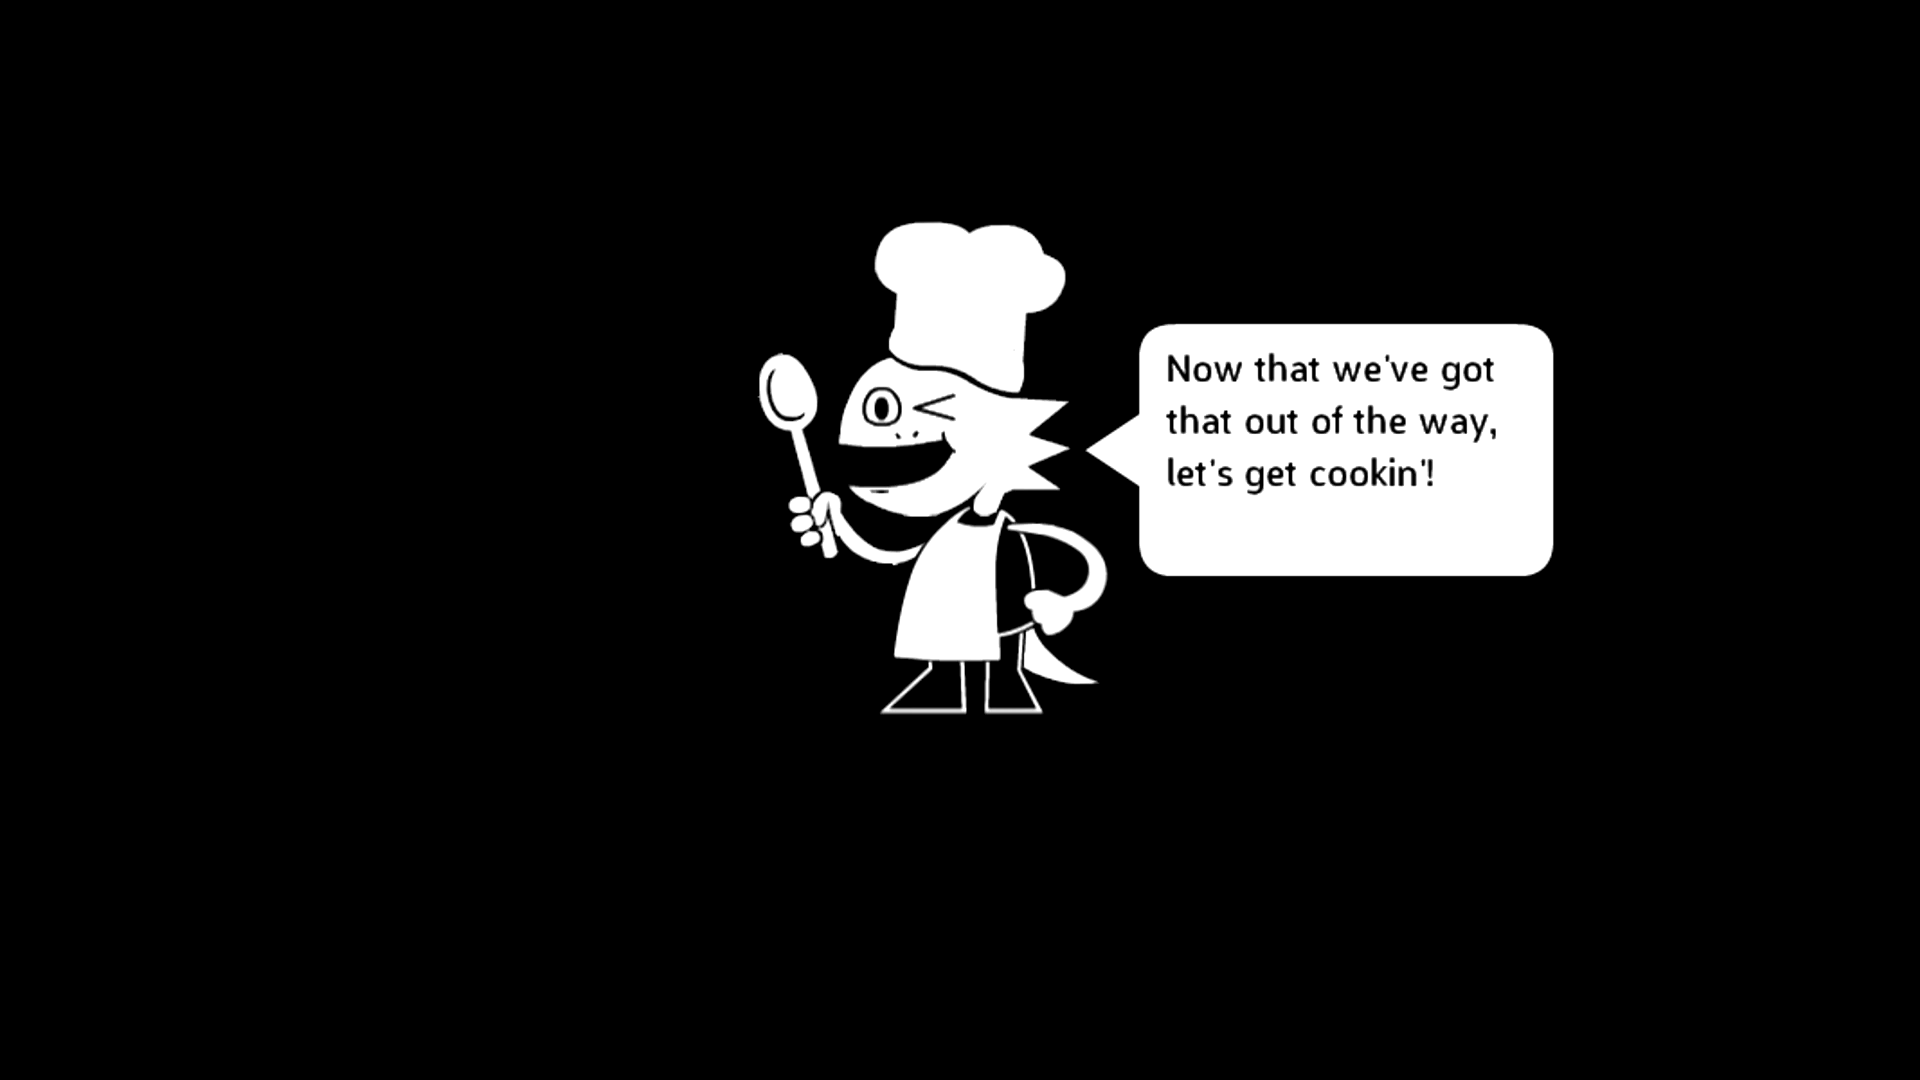 Now that we've got
that out of the way,
let's get cookin'!